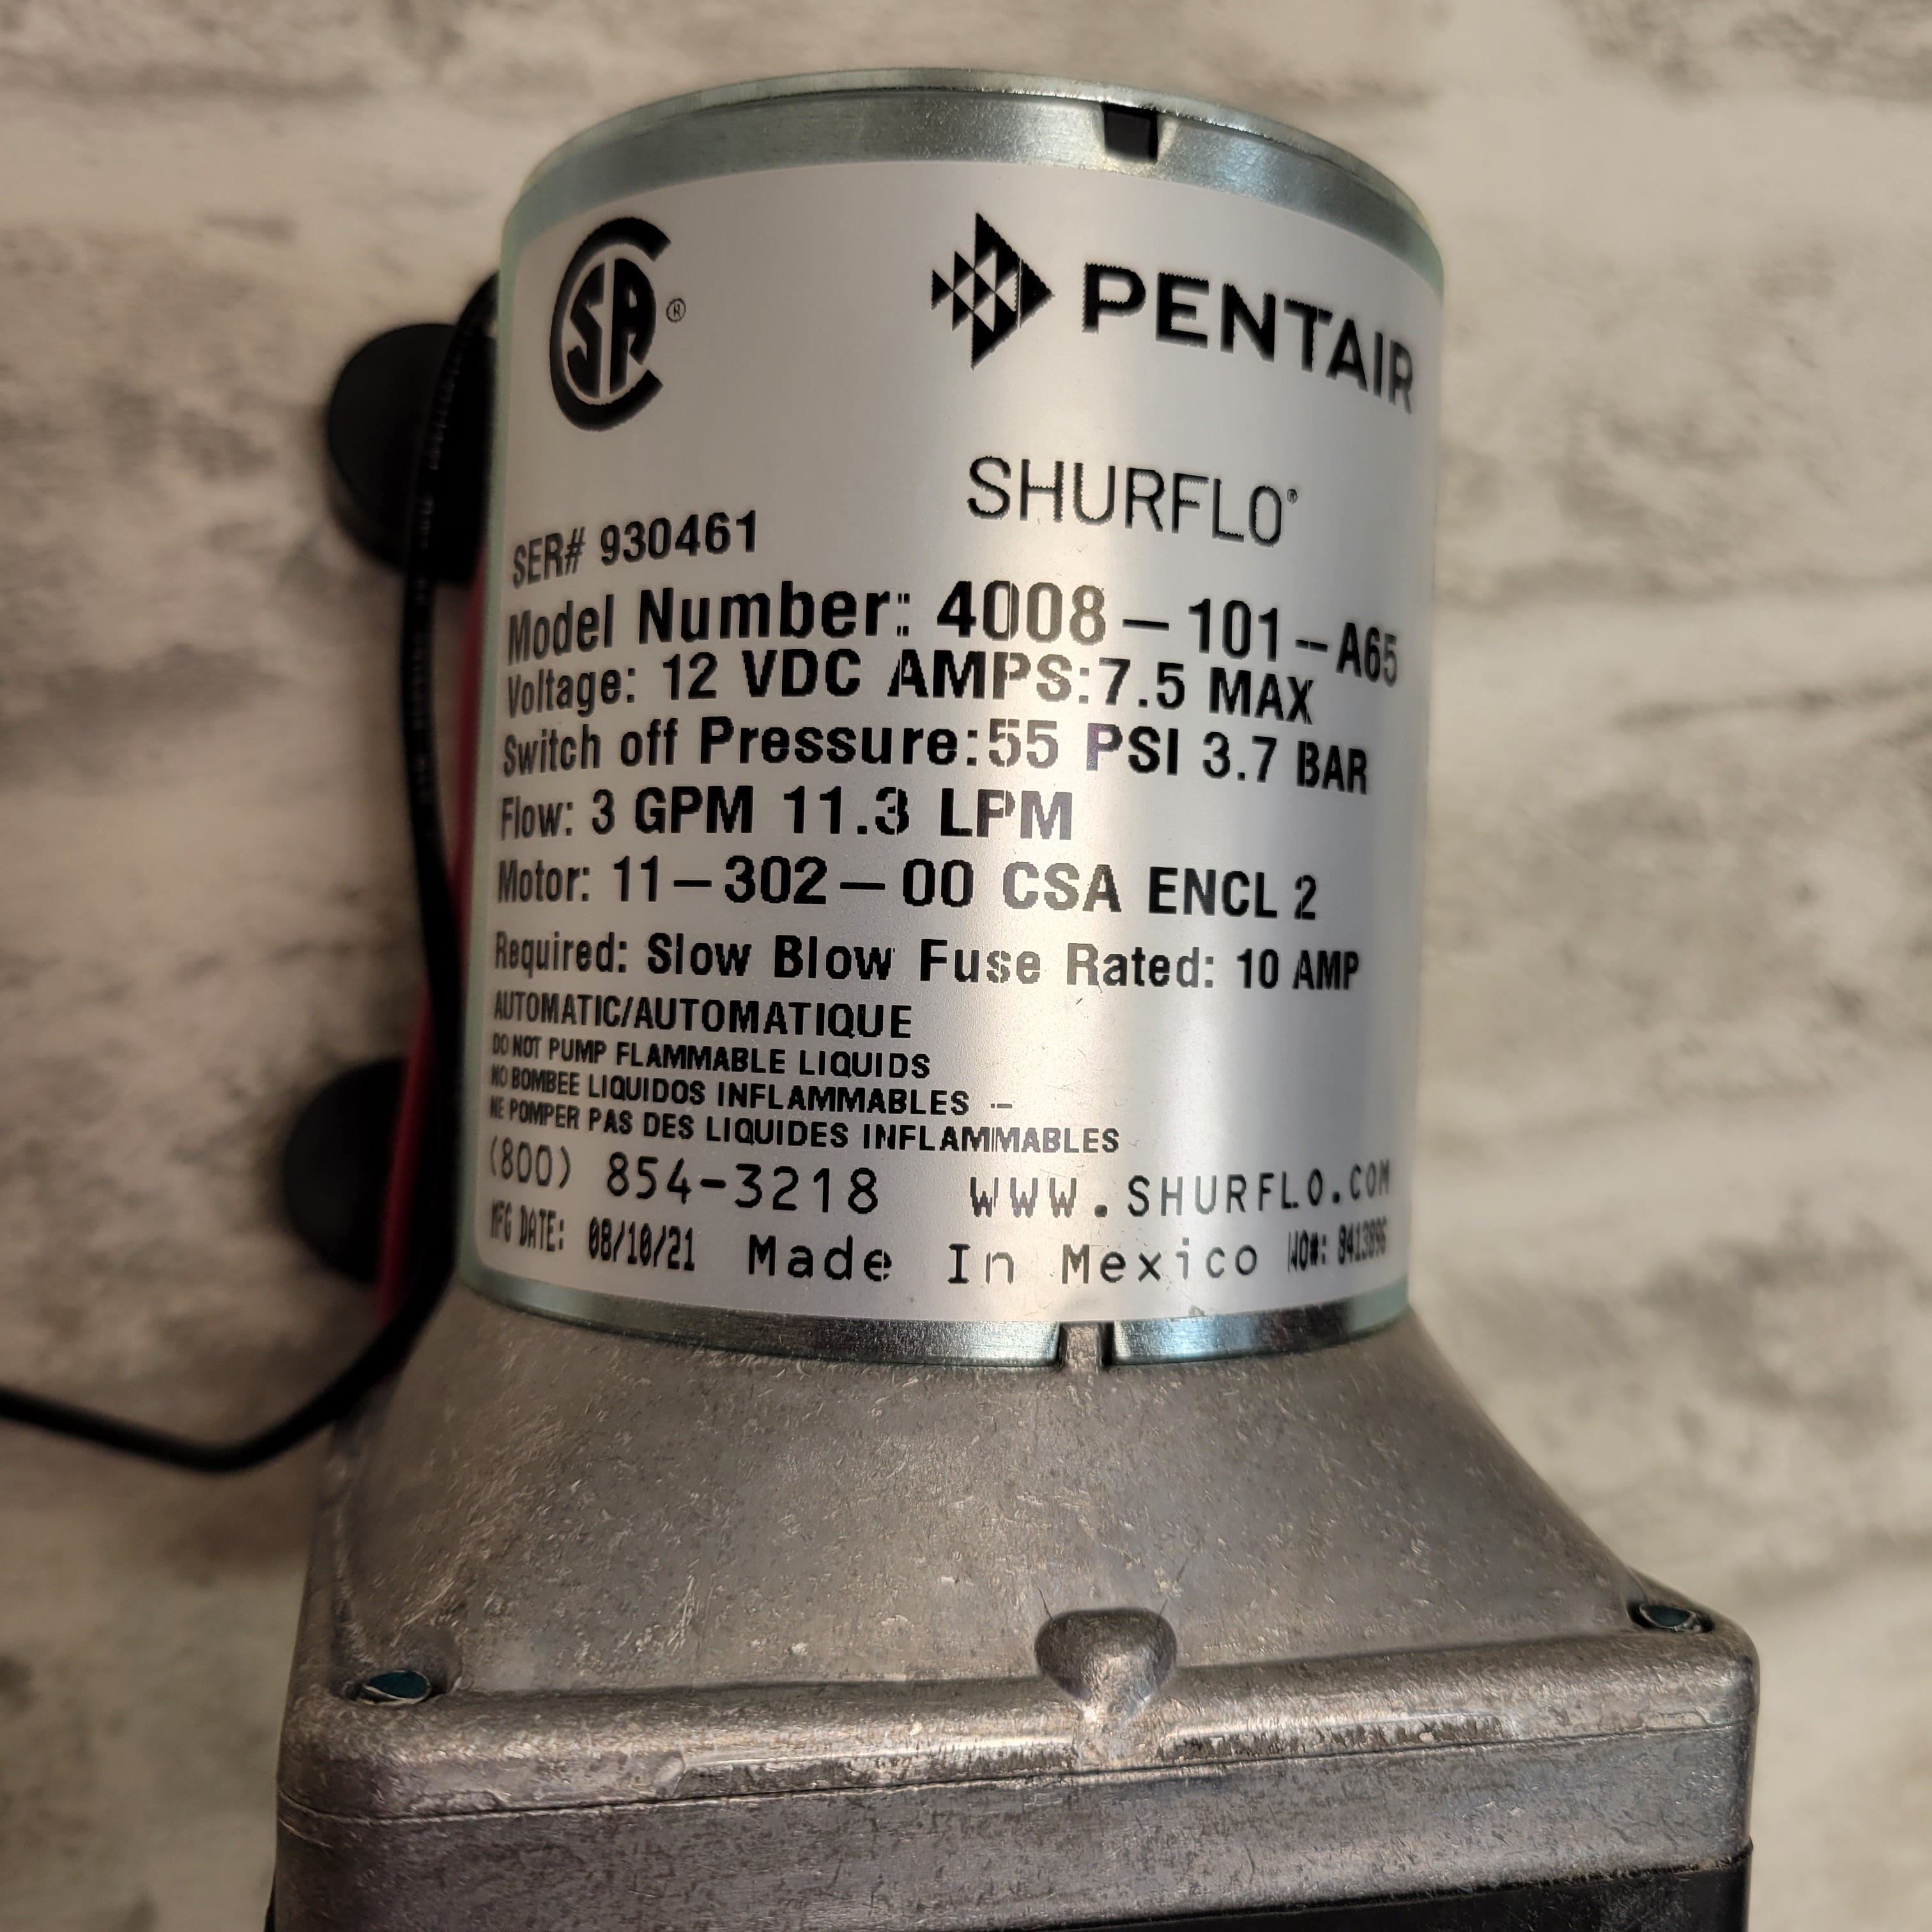 CSA ®
PENTAIR
SHURFLO®
SER# 930461
Model Number: 4008-101-A65
Voltage: 12 VDC AMPS:7.5 MAX
Switch off Pressure:55 PSI 3.7 BAR
Flow: 3 GPM 11.3 LPM
Motor: 11-302-00 CSA ENCL 2
Required: Slow Blow Fuse Rated: 10 AMP
AUTOMATIC/AUTOMATIQUE
DO NOT PUMP FLAMMABLE LIQUIDS
NO BOMBEE LIQUIDOS INFLAMMABLES –
NE POMPER PAS DES LIQUIDES INFLAMMABLES
(800) 854-3218 WWW.SHURFLO.COM
MFG DATE: 08/10/21 Made In Mexico WO#: